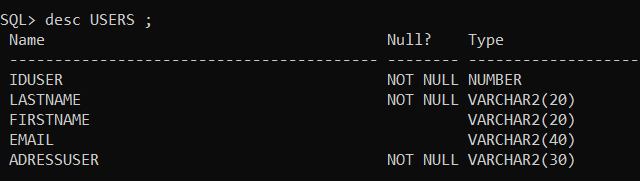 SQL> desc USERS ;
 Name                                      Null?    Type
 ----------------------------------------- -------- -------------------
 IDUSER                                    NOT NULL NUMBER
 LASTNAME                                  NOT NULL VARCHAR2(20)
 FIRSTNAME                                          VARCHAR2(20)
 EMAIL                                              VARCHAR2(40)
 ADRESSUSER                                NOT NULL VARCHAR2(30)